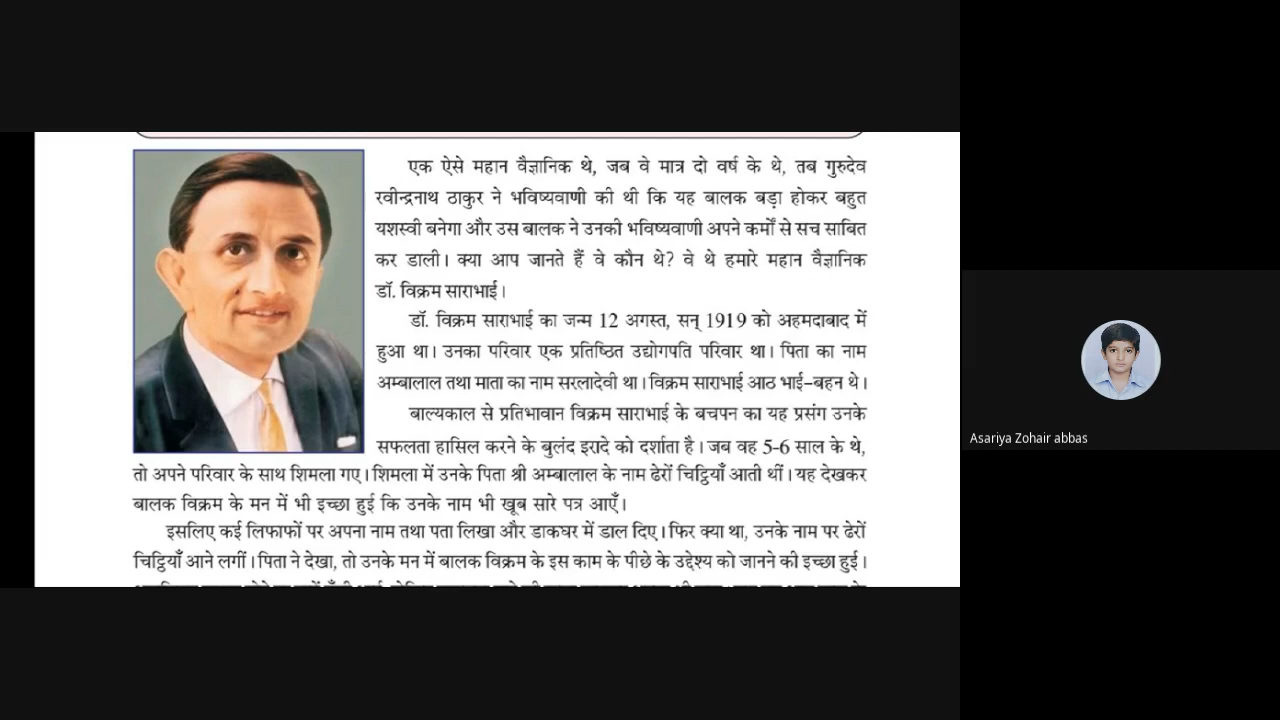 एक ऐसे महान वैज्ञानिक थे, जब वे मात्र दो वर्ष के थे, तब गुरुदेव
रवीन्द्रनाथ ठाकुर ने भविष्यवाणी की थी कि यह बालक बड़ा होकर बहुत
यशस्वी बनेगा और उस बालक ने उनकी भविष्यवाणी अपने कर्मों से सच साबित
कर डाली। क्या आप जानते हैं वे कौन थे? वे थे हमारे महान वैज्ञानिक
डॉ. विक्रम साराभाई।
डॉ. विक्रम साराभाई का जन्म 12 अगस्त, सन् 1919 को अहमदाबाद में
हुआ था। उनका परिवार एक प्रतिष्ठित उद्योगपति परिवार था। पिता का नाम
अम्बालाल तथा माता का नाम सरलादेवी था। विक्रम साराभाई आठ भाई-बहन थे।
बाल्यकाल से प्रतिभावान विक्रम साराभाई के बचपन का यह प्रसंग उनके
सफलता हासिल करने के बुलंद इरादे को दर्शाता है। जब वह 5-6 साल के थे,
तो अपने परिवार के साथ शिमला गए। शिमला में उनके पिता श्री अम्बालाल के नाम ढेरों चिट्ठियाँ आती थीं। यह देखकर
बालक विक्रम के मन में भी इच्छा हुई कि उनके नाम भी खूब सारे पत्र आएँ।
इसलिए कई लिफाफों पर अपना नाम तथा पता लिखा और डाकघर में डाल दिए। फिर क्या था, उनके नाम पर ढेरों
चिट्ठियाँ आने लगीं। पिता ने देखा, तो उनके मन में बालक विक्रम के इस काम के पीछे के उद्देश्य को जानने की इच्छा हुई।
Asariya Zohair abbas